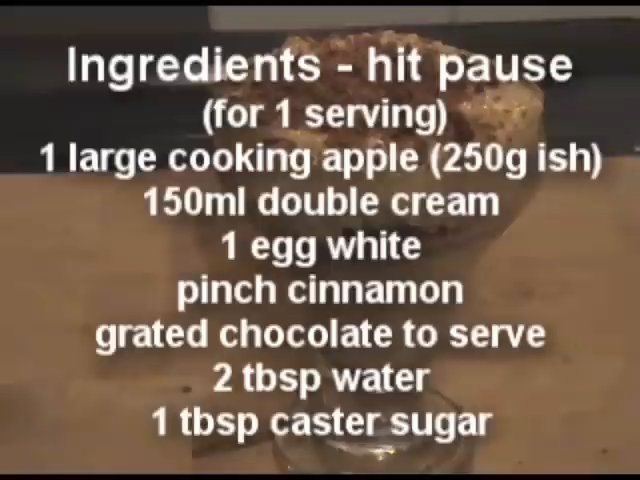 Ingredients - hit pause
(for 1 serving)
1 large cooking apple (250g ish)
150ml double cream
1 egg white
pinch cinnamon
grated chocolate to serve
2 tbsp water
1 tbsp caster sugar